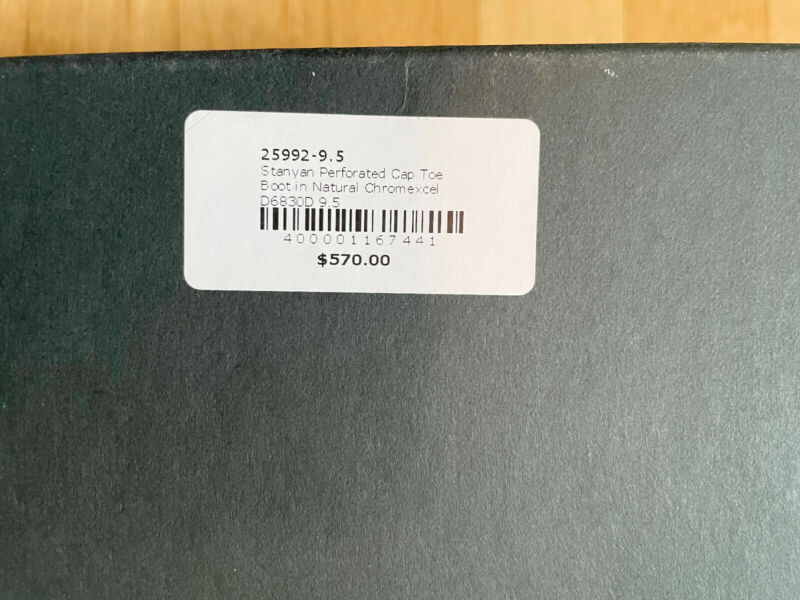 25992-9.5
Stanyan Perforated Cap Toe
Boot in Natural Chromexcel
D6830D 9.5
400001167441
$570.00